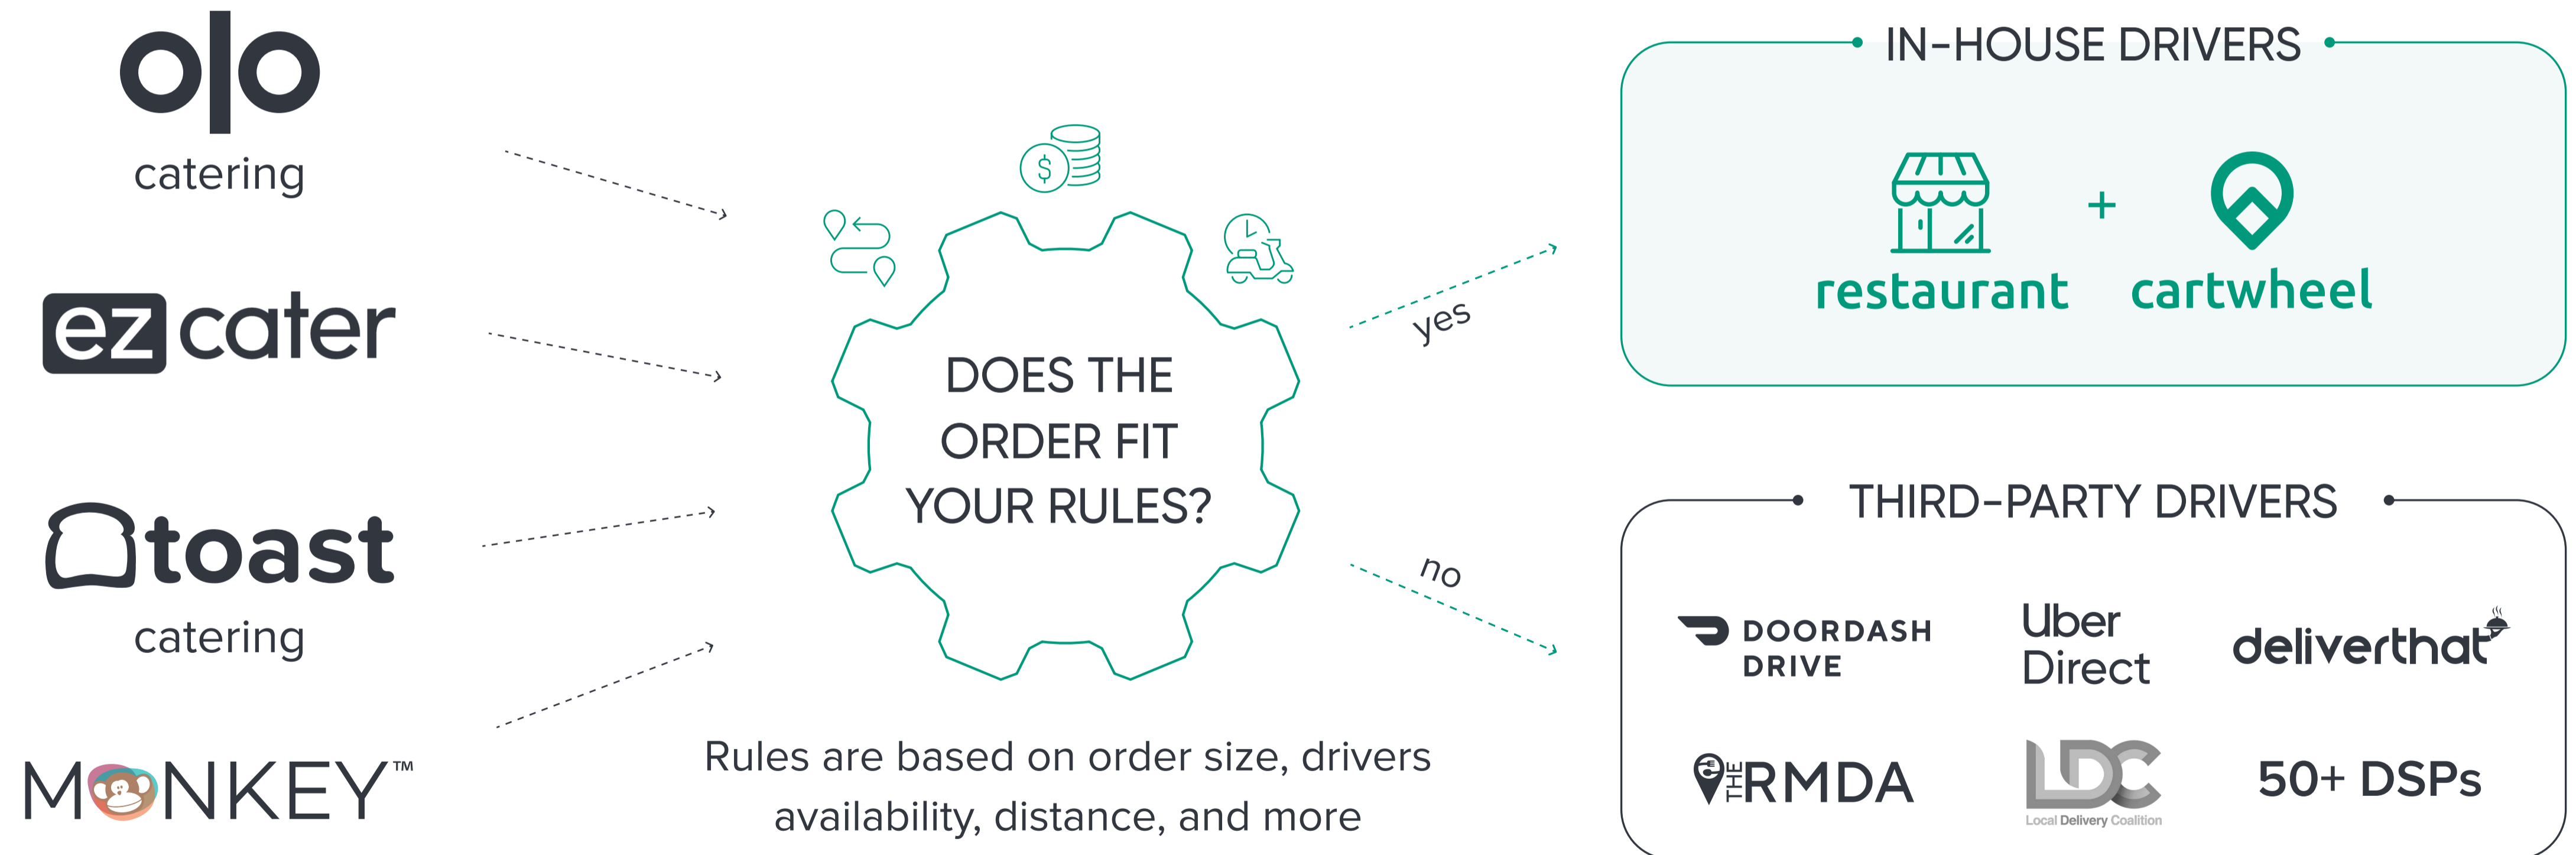 olo
catering
ezcater
toast
catering
MONKEY™
$
DOES THE
ORDER FIT
YOUR RULES?
Rules are based on order size, drivers
availability, distance, and more
yes
no
IN-HOUSE DRIVERS
restaurant + cartwheel
THIRD-PARTY DRIVERS
DOORDASH
DRIVE
Uber
Direct
deliverthat
THE RMDA
LDC
Local Delivery Coalition
50+ DSPs